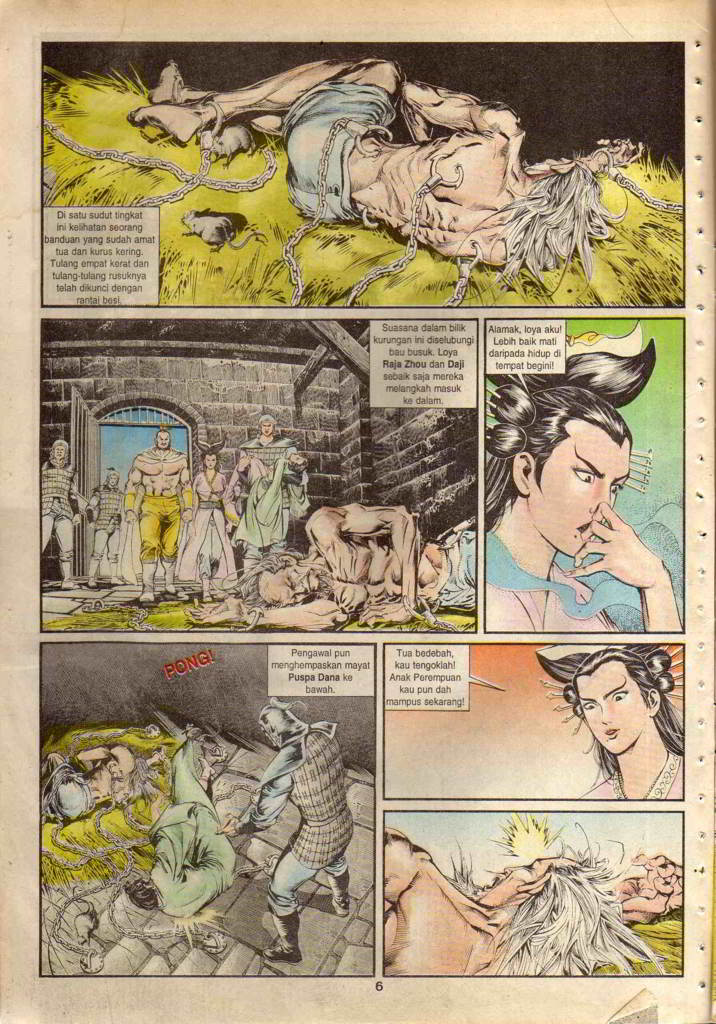 Di satu sudut tingkat
ini kelihatan seorang
banduan yang sudah amat
tua dan kurus kering.
Tulang empat kerat dan
tulang-tulang rusuknya
telah dikunci dengan
rantai besi.
Suasana dalam bilik
kurungan ini diselubungi
bau busuk. Loya
Raja Zhou dan Daji
sebaik saja mereka
melangkah masuk
ke dalam.
Alamak, loya aku!
Lebih baik mati
daripada hidup di
tempat begini!
PONG!
Pengawal pun
menghempaskan mayat
Puspa Dana ke
bawah.
Tua bedebah,
kau tengoklah!
Anak Perempuan
kau pun dah
mampus sekarang!
6